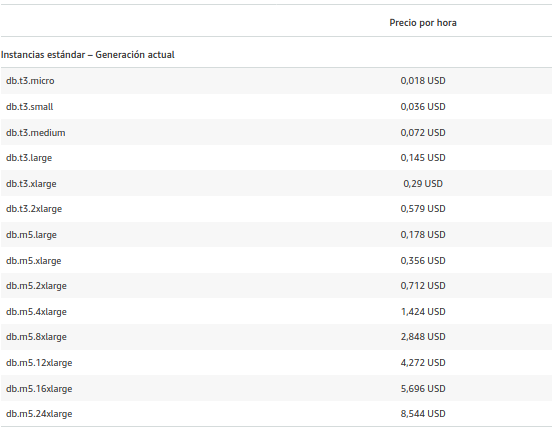 Precio por hora
Instancias estándar – Generación actual
db.t3.micro 0,018 USD
db.t3.small 0,036 USD
db.t3.medium 0,072 USD
db.t3.large 0,145 USD
db.t3.xlarge 0,29 USD
db.t3.2xlarge 0,579 USD
db.m5.large 0,178 USD
db.m5.xlarge 0,356 USD
db.m5.2xlarge 0,712 USD
db.m5.4xlarge 1,424 USD
db.m5.8xlarge 2,848 USD
db.m5.12xlarge 4,272 USD
db.m5.16xlarge 5,696 USD
db.m5.24xlarge 8,544 USD